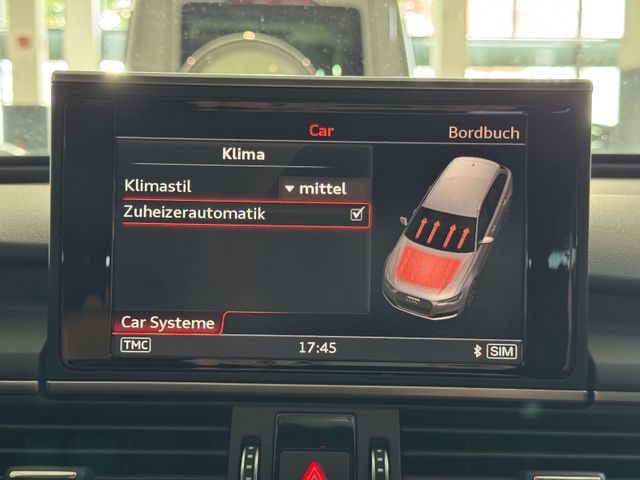 Car
Bordbuch
Klima
Klimastil
mittel
Zuheizerautomatik
Car Systeme
TMC
17:45
SIM